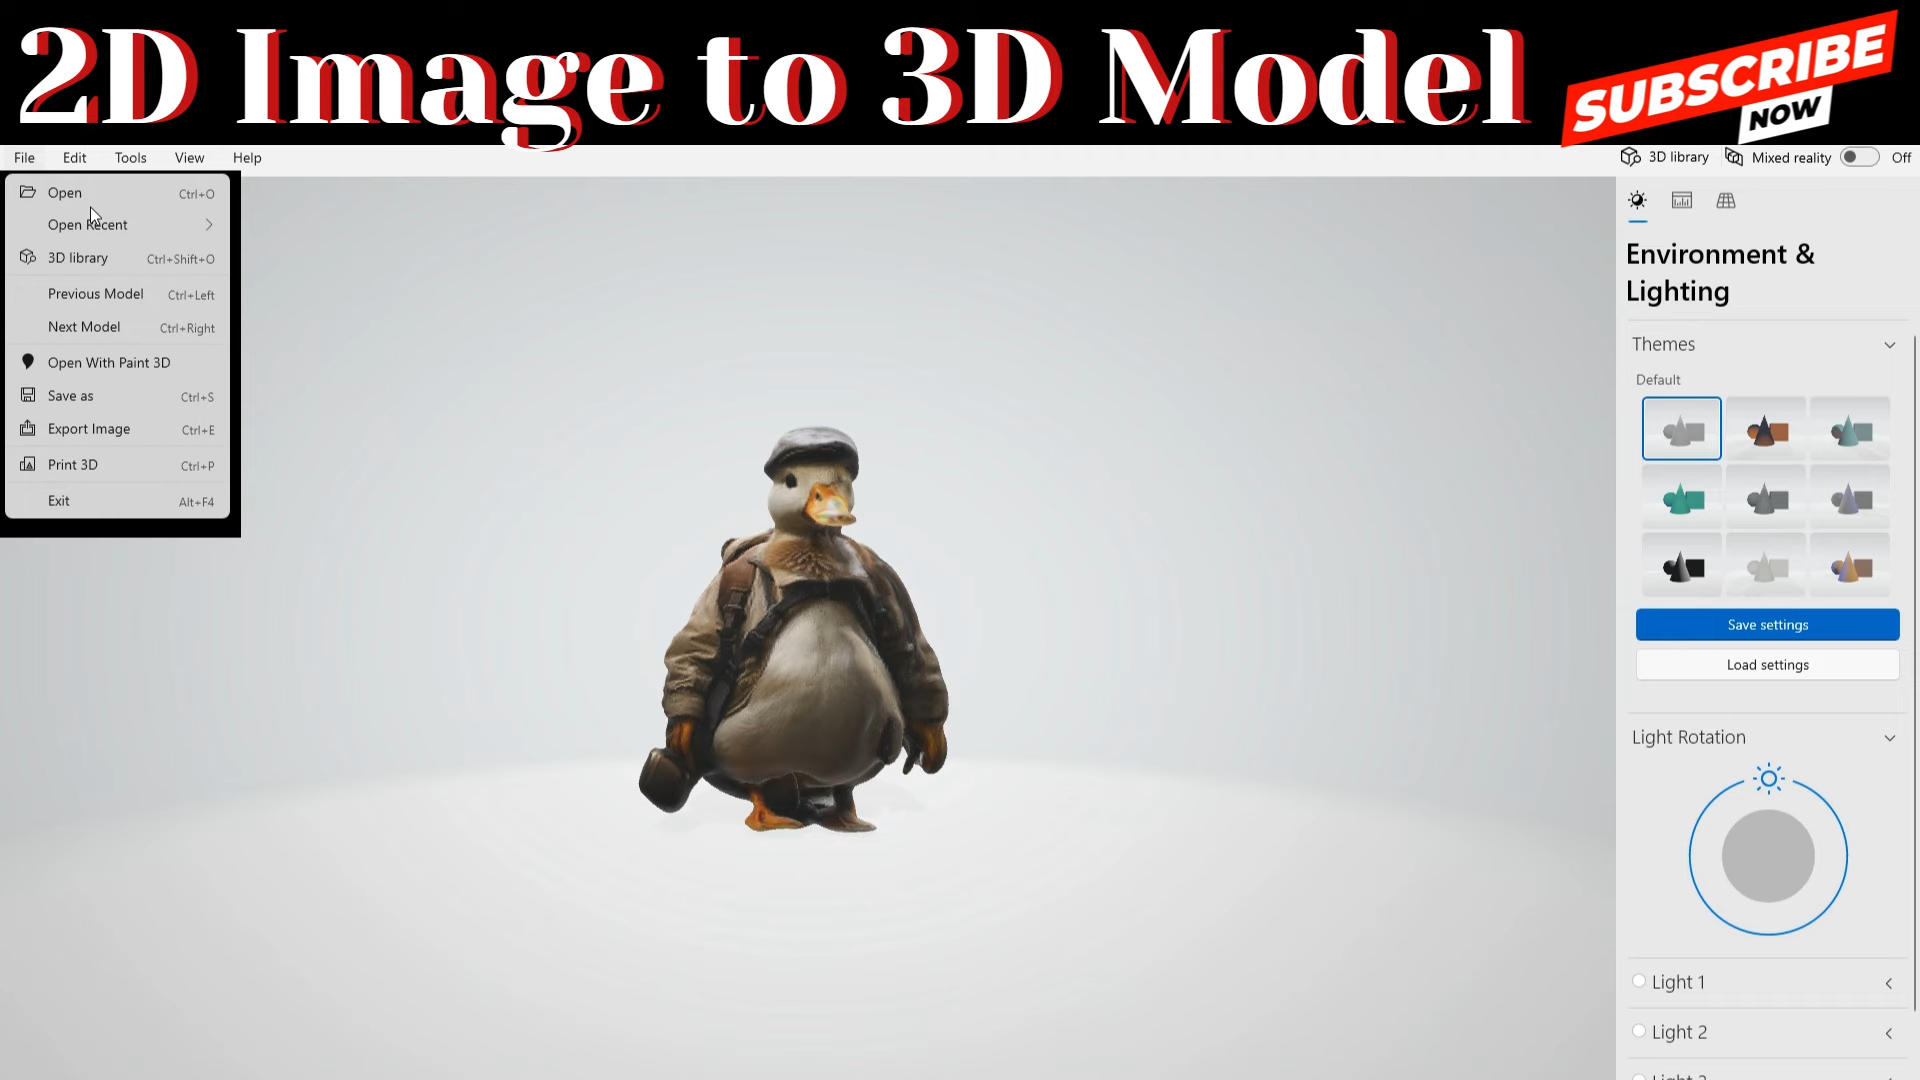 2D Image to 3D Model
SUBSCRIBE
NOW
File Edit Tools View Help
3D library Mixed reality Off
Open Ctrl+O
Open Recent
3D library Ctrl+Shift+O
Previous Model Ctrl+Left
Next Model Ctrl+Right
Open With Paint 3D
Save as Ctrl+S
Export Image Ctrl+E
Print 3D Ctrl+P
Exit Alt+F4
Environment &
Lighting
Themes
Default
Save settings
Load settings
Light Rotation
Light 1
Light 2